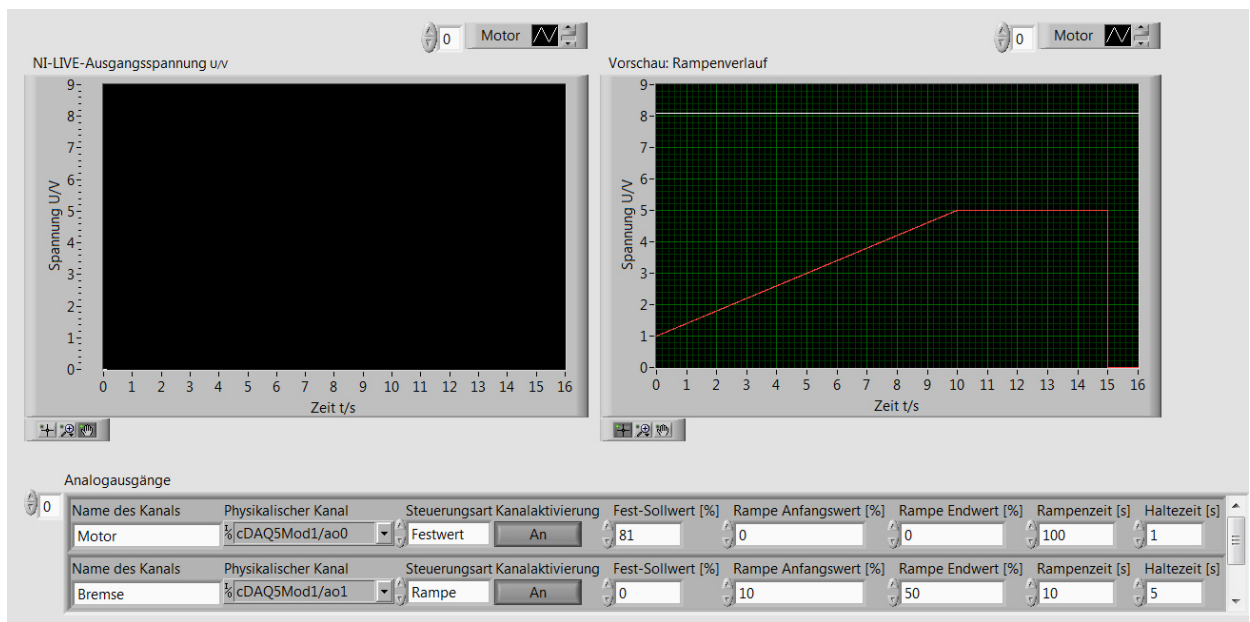 0 Motor
0 Motor
NI-LIVE-Ausgangsspannung U/V
Vorschau: Rampenverlauf
9
8
7
6
5
4
3
2
1
0
Spannung U/V
0 1 2 3 4 5 6 7 8 9 10 11 12 13 14 15 16
Zeit t/s
9
8
7
6
5
4
3
2
1
0
Spannung U/V
0 1 2 3 4 5 6 7 8 9 10 11 12 13 14 15 16
Zeit t/s
Analogausgänge
0
Name des Kanals Physikalischer Kanal Steuerungsart Kanalaktivierung Fest-Sollwert [%] Rampe Anfangswert [%] Rampe Endwert [%] Rampenzeit [s] Haltezeit [s]
Motor cDAQ5Mod1/ao0 Festwert An 81 0 0 100 1
Name des Kanals Physikalischer Kanal Steuerungsart Kanalaktivierung Fest-Sollwert [%] Rampe Anfangswert [%] Rampe Endwert [%] Rampenzeit [s] Haltezeit [s]
Bremse cDAQ5Mod1/ao1 Rampe An 0 10 50 10 5